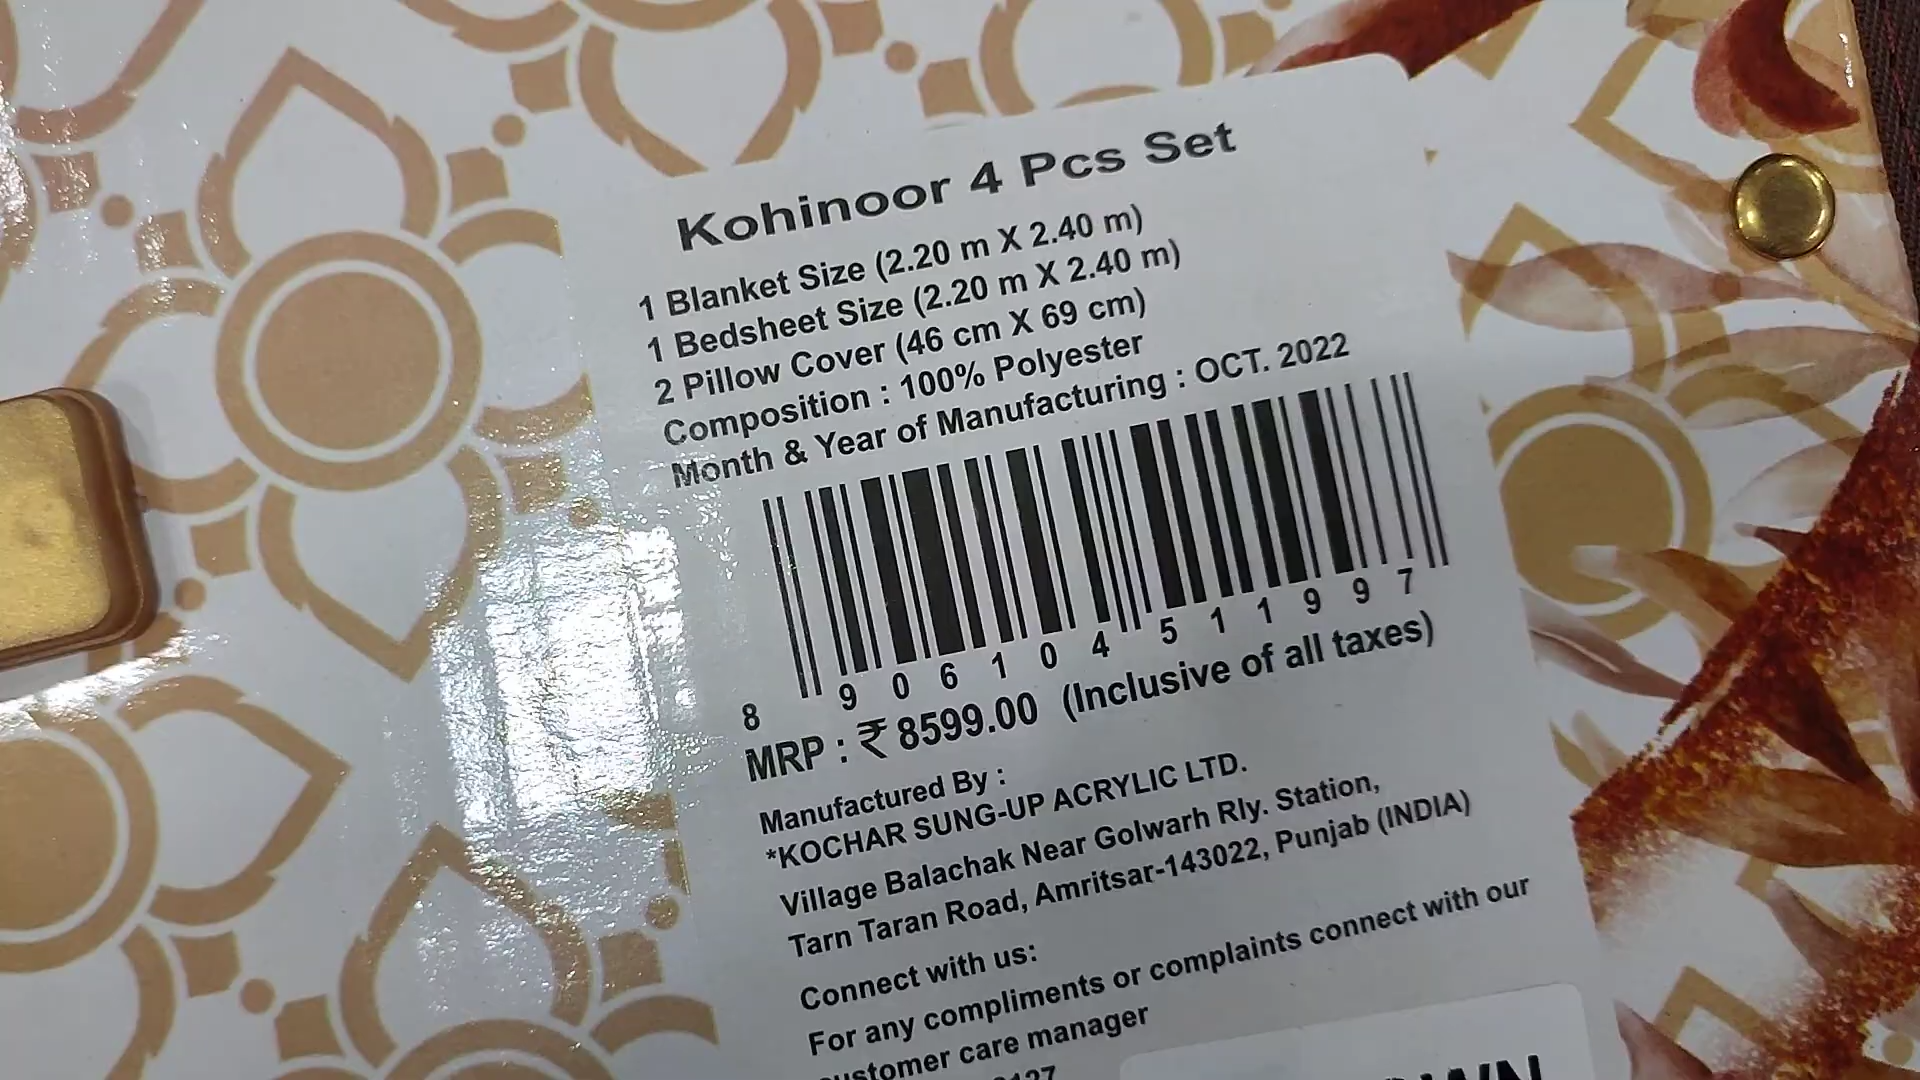 Kohinoor 4 Pcs Set
1 Blanket Size (2.20 m X 2.40 m)
1 Bedsheet Size (2.20 m X 2.40 m)
2 Pillow Cover (46 cm X 69 cm)
Composition : 100% Polyester
Month & Year of Manufacturing : OCT. 2022
8 906104 511997
MRP : ₹ 8599.00 (Inclusive of all taxes)
Manufactured By :
*KOCHAR SUNG-UP ACRYLIC LTD.
Village Balachak Near Golwarh Rly. Station,
Tarn Taran Road, Amritsar-143022, Punjab (INDIA)
Connect with us:
For any compliments or complaints connect with our
care manager